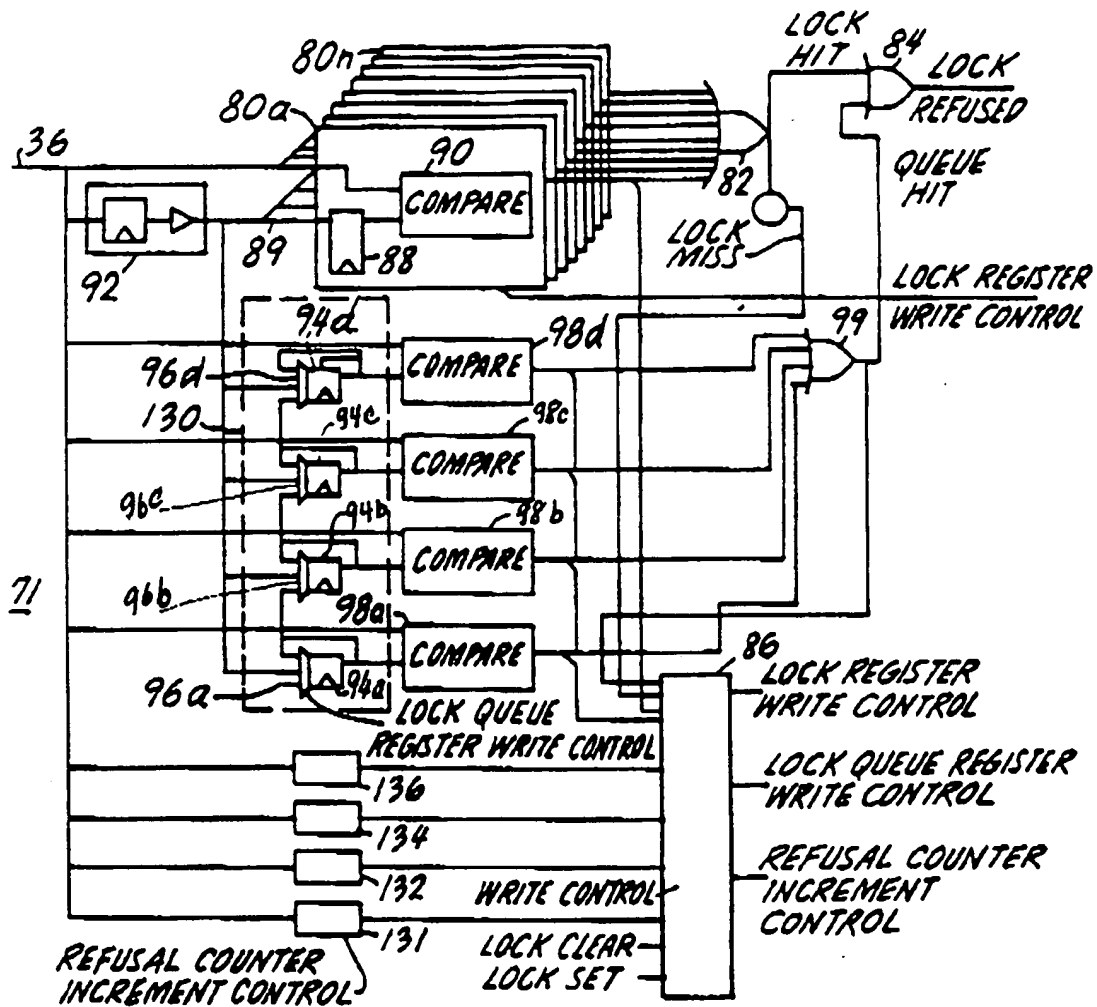 LOCK
HIT
84
LOCK
REFUSED
80n
80a
36
90
COMPARE
82
QUEUE
HIT
92
89
88
LOCK
MISS
LOCK REGISTER
WRITE CONTROL
94d
98d
99
96d
COMPARE
130
94c
98c
COMPARE
96c
94b
98b
COMPARE
71
96b
98a
COMPARE
86
96a
94a
LOCK QUEUE
REGISTER WRITE CONTROL
LOCK REGISTER
WRITE CONTROL
136
LOCK QUEUE REGISTER
WRITE CONTROL
134
132
WRITE CONTROL
REFUSAL COUNTER
INCREMENT
CONTROL
131
REFUSAL COUNTER
INCREMENT CONTROL
LOCK CLEAR
LOCK SET